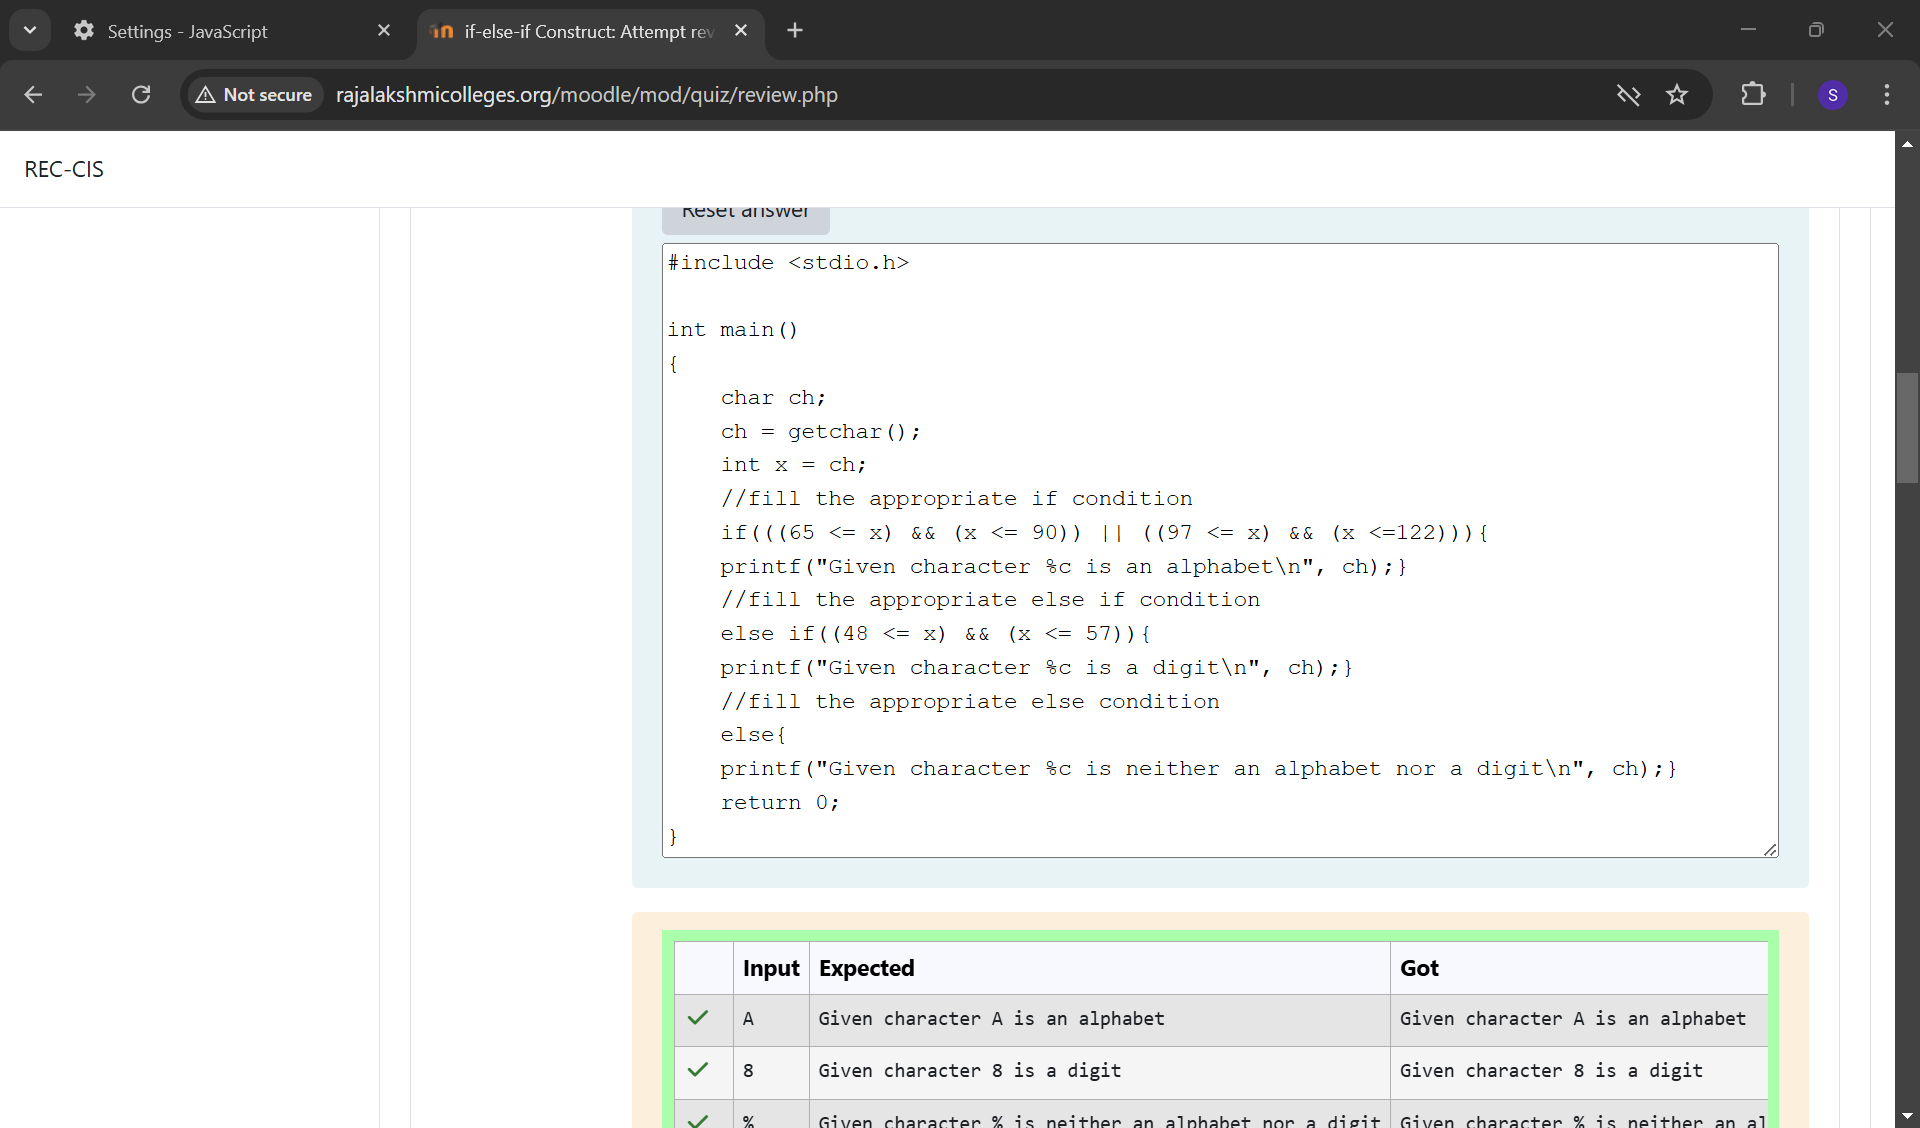 Settings - JavaScript
if-else-if Construct: Attempt rev
Not secure
rajalakshmicolleges.org/moodle/mod/quiz/review.php
S
REC-CIS
Reset answer
#include <stdio.h>
int main()
{
char ch;
ch = getchar();
int x = ch;
//fill the appropriate if condition
if(((65 <= x) && (x <= 90)) || ((97 <= x) && (x <=122))){
printf("Given character %c is an alphabet\n", ch);}
//fill the appropriate else if condition
else if((48 <= x) && (x <= 57)){
printf("Given character %c is a digit\n", ch);}
//fill the appropriate else condition
else{
printf("Given character %c is neither an alphabet nor a digit\n", ch);}
return 0;
}
Input Expected Got
A Given character A is an alphabet Given character A is an alphabet
8 Given character 8 is a digit Given character 8 is a digit
% Given character % is neither an alphabet nor a digit Given character % is neither an al